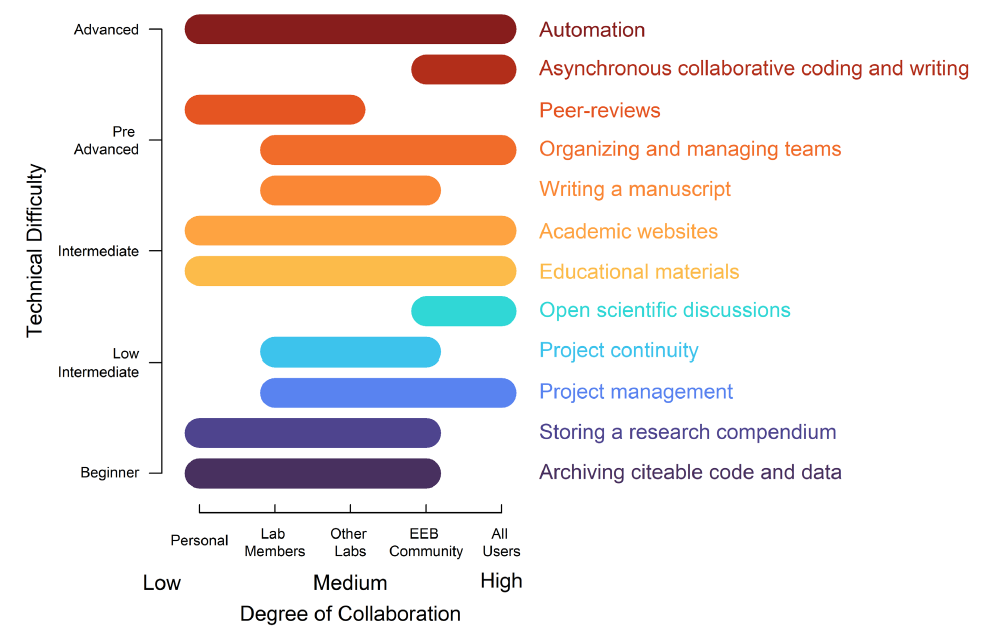 Advanced
Automation
Asynchronous collaborative coding and writing
Peer-reviews
Pre
Advanced
Organizing and managing teams
Writing a manuscript
Academic websites
Intermediate
Educational materials
Open scientific discussions
Low
Intermediate
Project continuity
Project management
Storing a research compendium
Beginner
Archiving citeable code and data
Technical Difficulty
Personal
Lab
Members
Other
Labs
EEB
Community
All
Users
Low
Medium
High
Degree of Collaboration